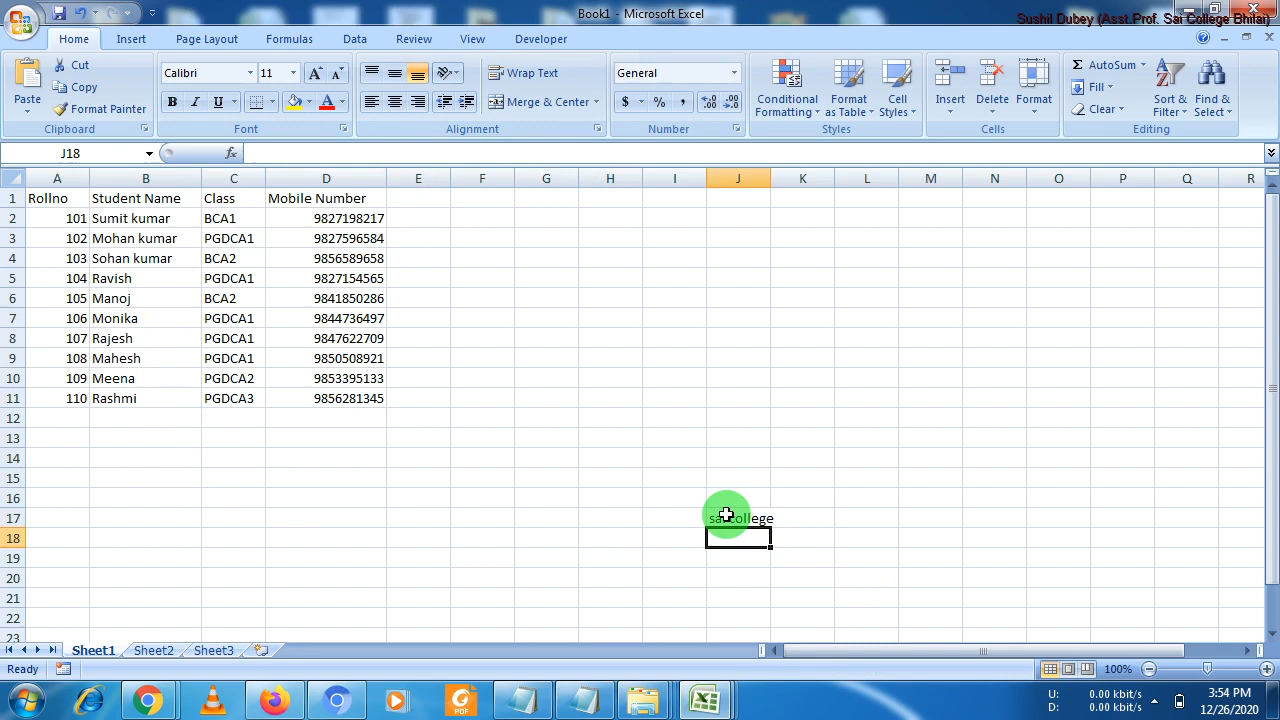 Book1 - Microsoft Excel
Sushil Dubey (Asst.Prof. Sai College Bhilai)
Home Insert Page Layout Formulas Data Review View Developer
Paste Cut Copy Format Painter Clipboard
Calibri 11 B I U A Font
Wrap Text Merge & Center Alignment
General $ % , Number
Conditional Formatting Format as Table Cell Styles Styles
Insert Delete Format Cells
Σ AutoSum Fill Clear Sort & Filter Find & Select Editing
J18 fx
A B C D E F G H I J K L M N O P Q R
1 Rollno Student Name Class Mobile Number
2 101 Sumit kumar BCA1 9827198217
3 102 Mohan kumar PGDCA1 9827596584
4 103 Sohan kumar BCA2 9856589658
5 104 Ravish PGDCA1 9827154565
6 105 Manoj BCA2 9841850286
7 106 Monika PGDCA1 9844736497
8 107 Rajesh PGDCA1 9847622709
9 108 Mahesh PGDCA1 9850508921
10 109 Meena PGDCA2 9853395133
11 110 Rashmi PGDCA3 9856281345
12
13
14
15
16
17 sai college
18
19
20
21
22
23
Sheet1 Sheet2 Sheet3
Ready 100%
PDF
U: 0.00 kbit/s
D: 0.00 kbit/s
3:54 PM
12/26/2020